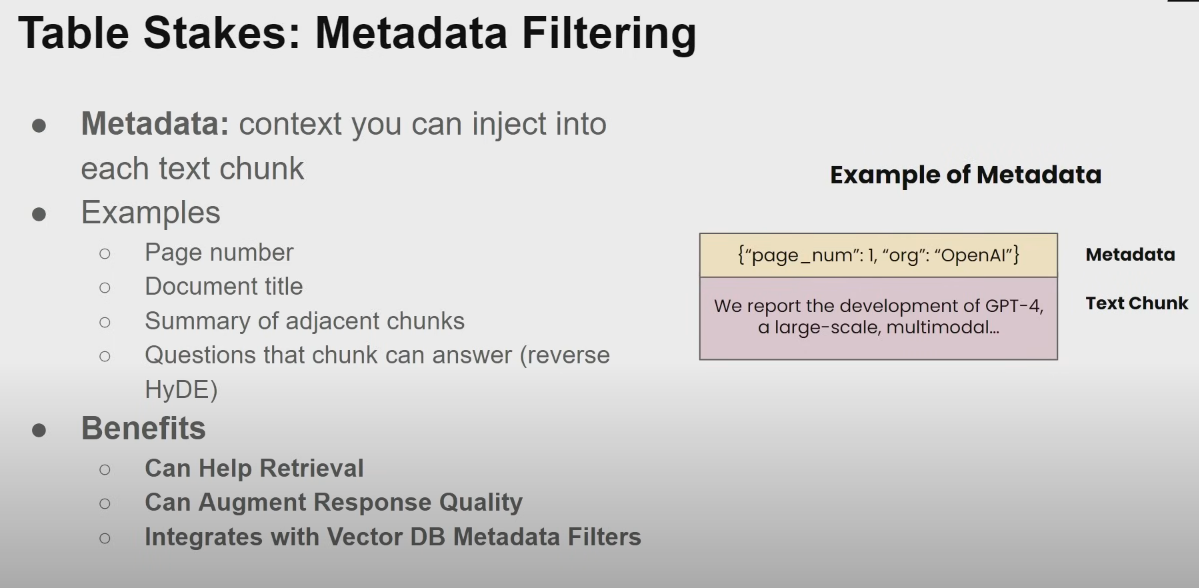 Table Stakes: Metadata Filtering
● Metadata: context you can inject into
each text chunk
● Examples
○ Page number
○ Document title
○ Summary of adjacent chunks
○ Questions that chunk can answer (reverse
HyDE)
● Benefits
○ Can Help Retrieval
○ Can Augment Response Quality
○ Integrates with Vector DB Metadata Filters
Example of Metadata
{“page_num”: 1, “org”: “OpenAI”}
Metadata
We report the development of GPT-4,
a large-scale, multimodal...
Text Chunk